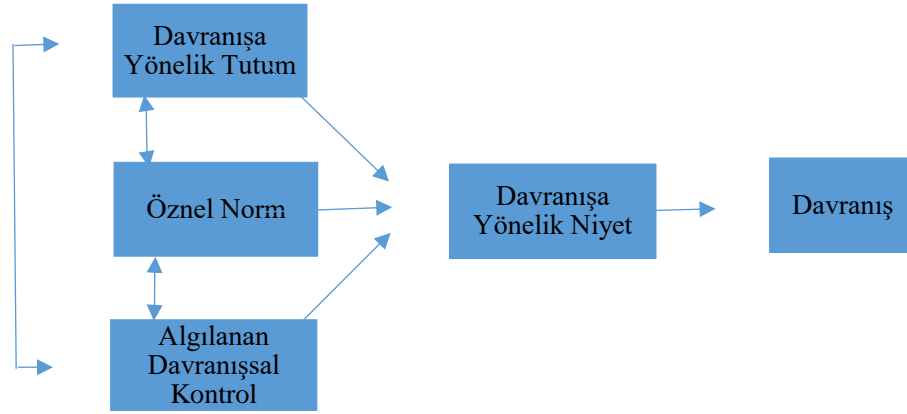 Davranışa
Yönelik Tutum
Öznel Norm
Algılanan
Davranışsal
Kontrol
Davranışa
Yönelik Niyet
Davranış